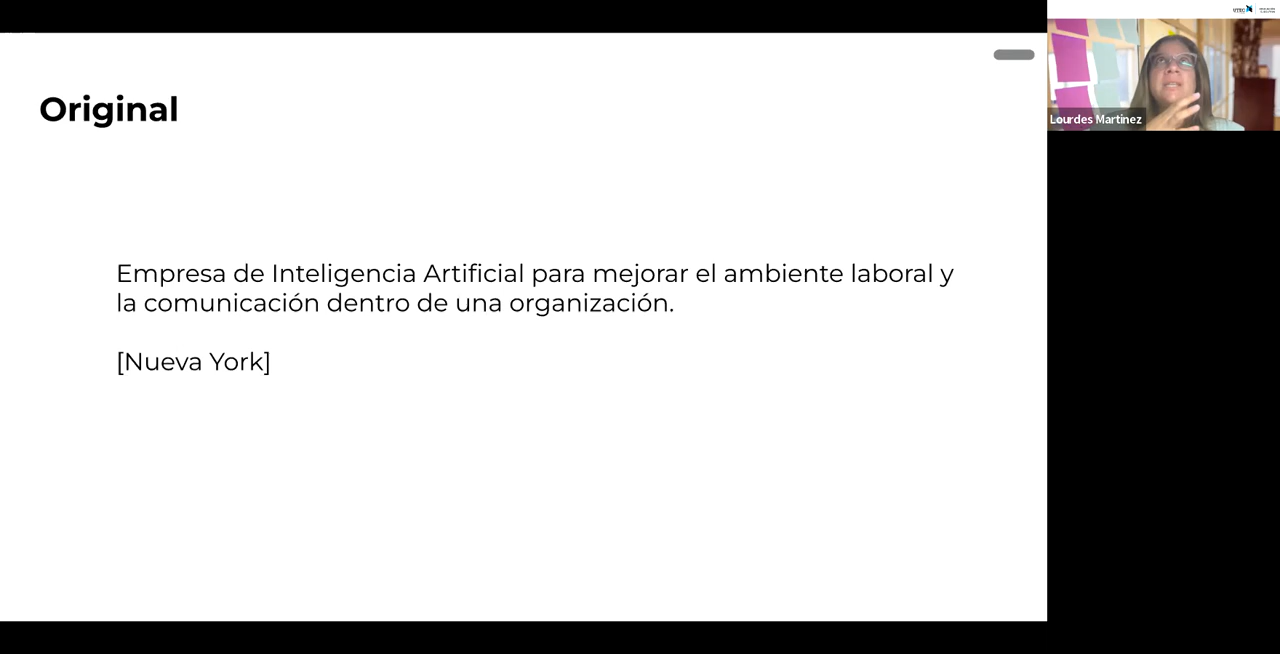 Original
Empresa de Inteligencia Artificial para mejorar el ambiente laboral y
la comunicación dentro de una organización.
[Nueva York]
UTEC
Lourdes Martinez